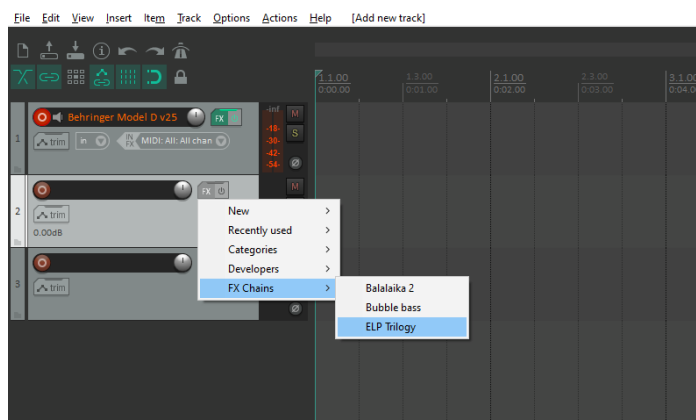 File Edit View Insert Item Track Options Actions Help [Add new track]
1.1.00 1.3.00 2.1.00 2.3.00 3.1.00
0:00.00 0:01.00 0:02.00 0:03.00 0:04.0
1 Behringer Model D v25 FX -inf M
trim in IN FX MIDI: All: All chan -18- S
-30-
-42-
-54- Ø
2 FX M
trim
0.00dB
New
Recently used
Categories
Developers
FX Chains
3 trim
Ø
Balalaika 2
Bubble bass
ELP Trilogy